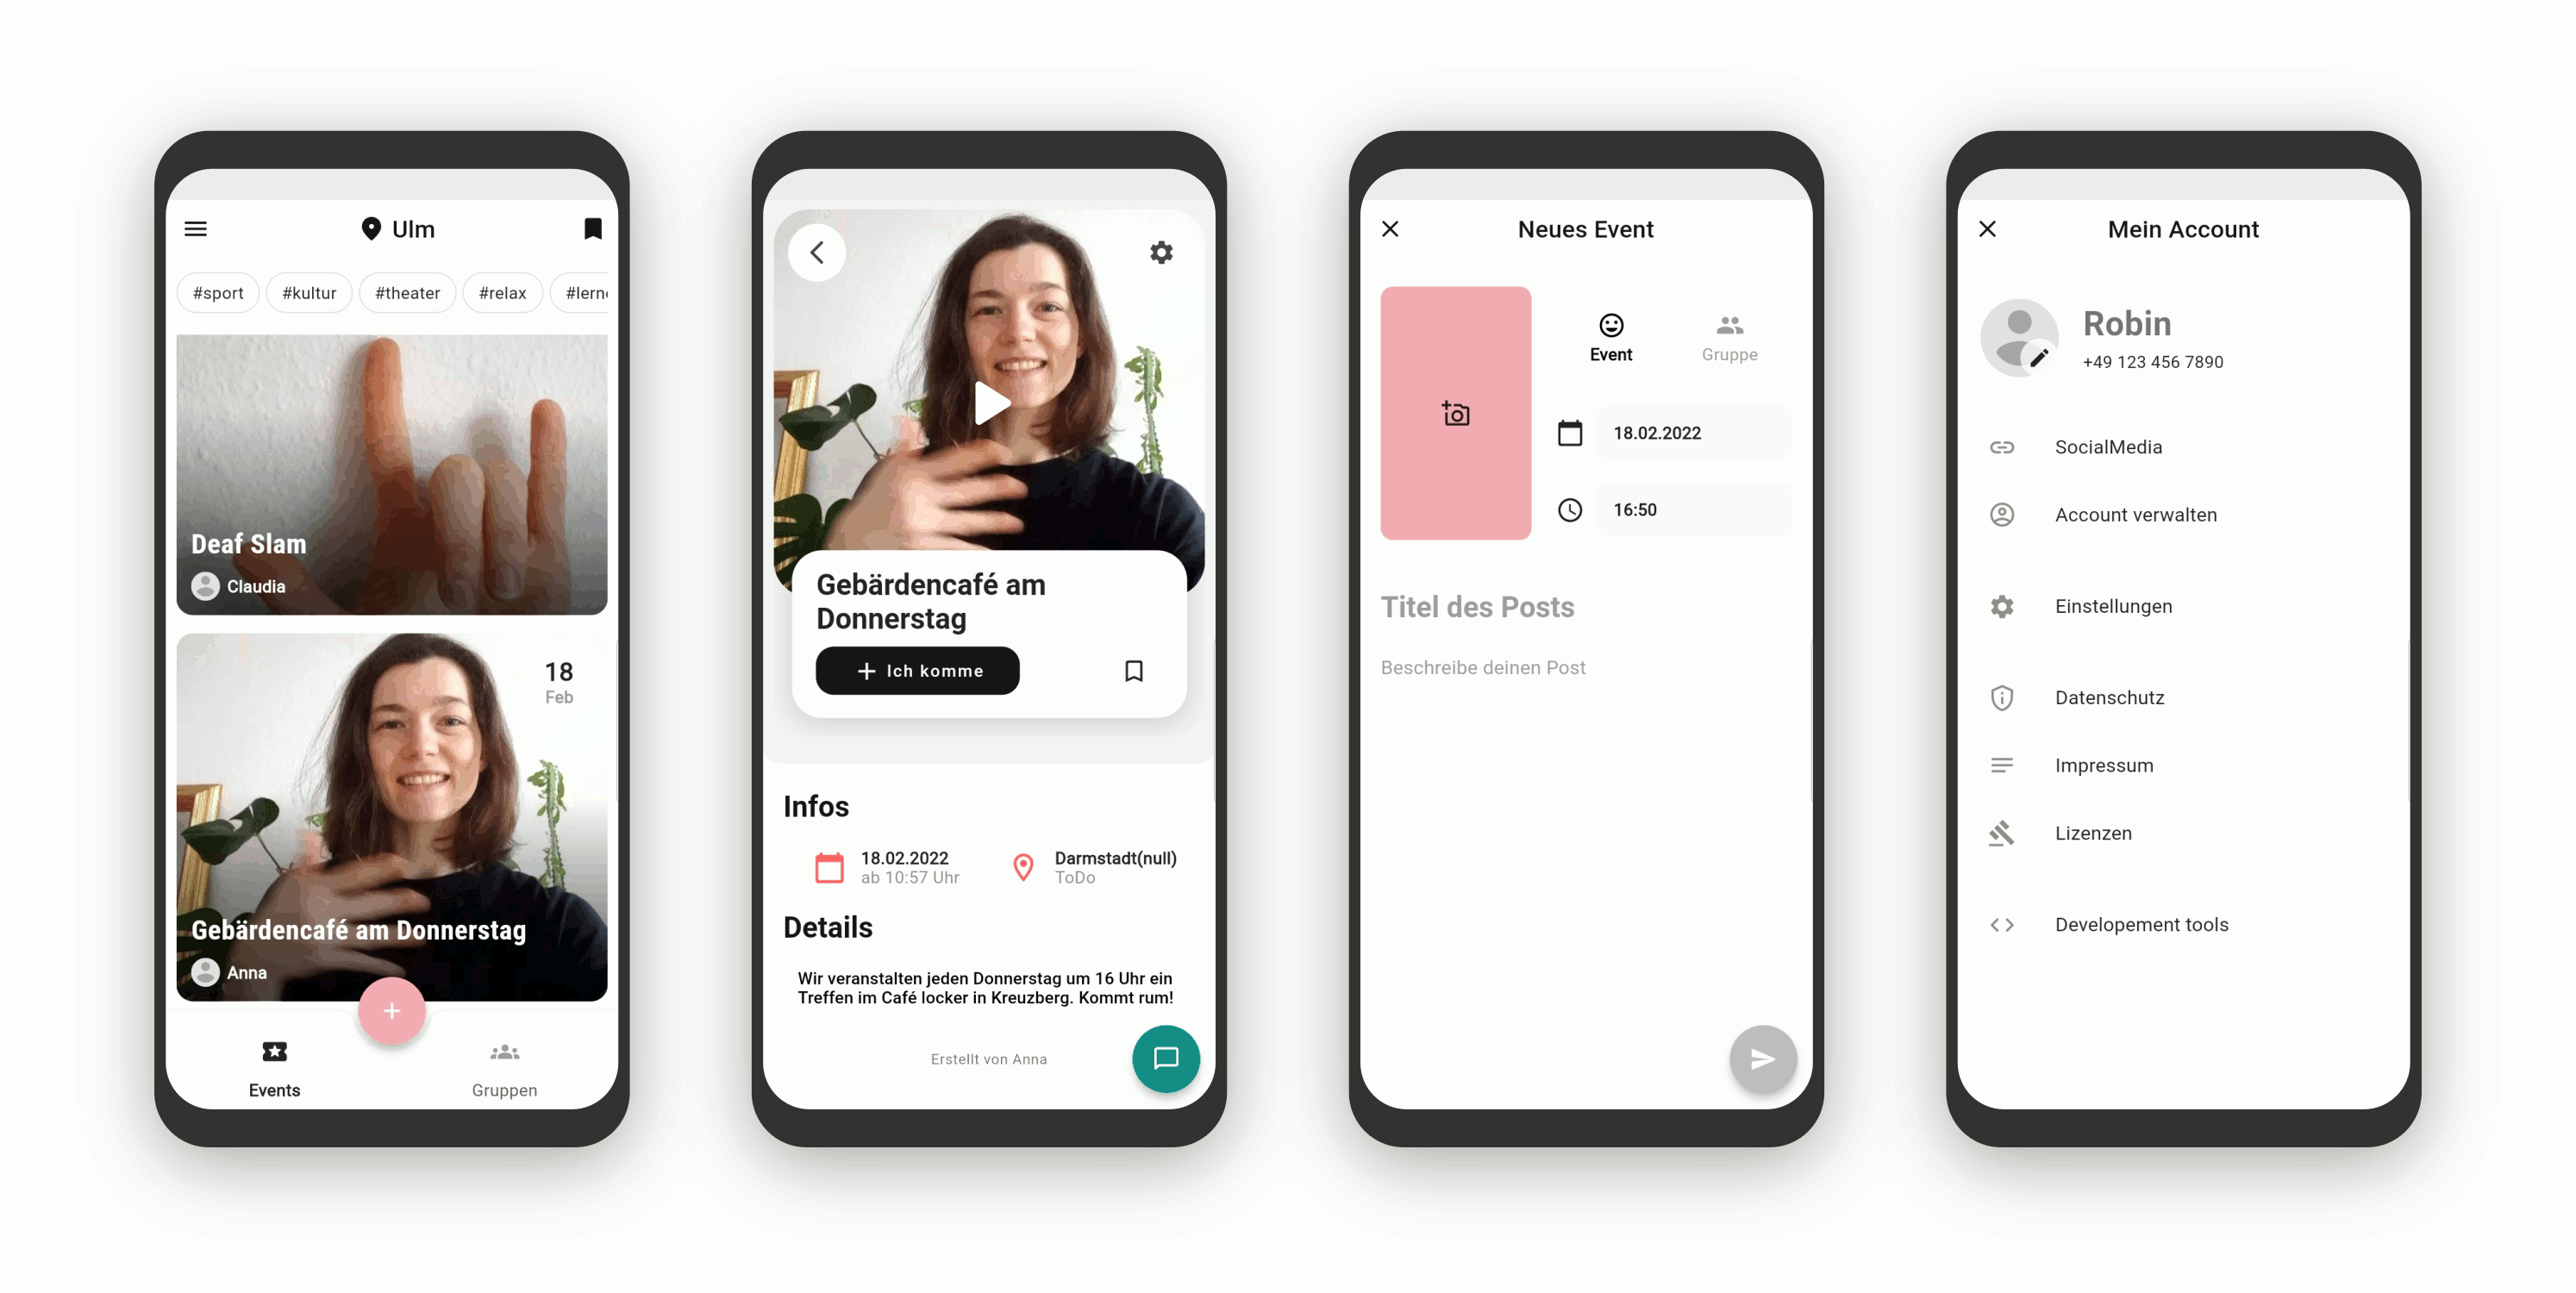 Ulm
#sport
#kultur
#theater
#relax
#lern
Deaf Slam
Claudia
18
Feb
Gebärdencafé am Donnerstag
Anna
Events
Gruppen
Gebärdencafé am
Donnerstag
Ich komme
Infos
18.02.2022
ab 10:57 Uhr
Darmstadt(null)
ToDo
Details
Wir veranstalten jeden Donnerstag um 16 Uhr ein
Treffen im Café locker in Kreuzberg. Kommt rum!
Erstellt von Anna
Neues Event
Event
Gruppe
18.02.2022
16:50
Titel des Posts
Beschreibe deinen Post
Mein Account
Robin
+49 123 456 7890
SocialMedia
Account verwalten
Einstellungen
Datenschutz
Impressum
Lizenzen
Developement tools